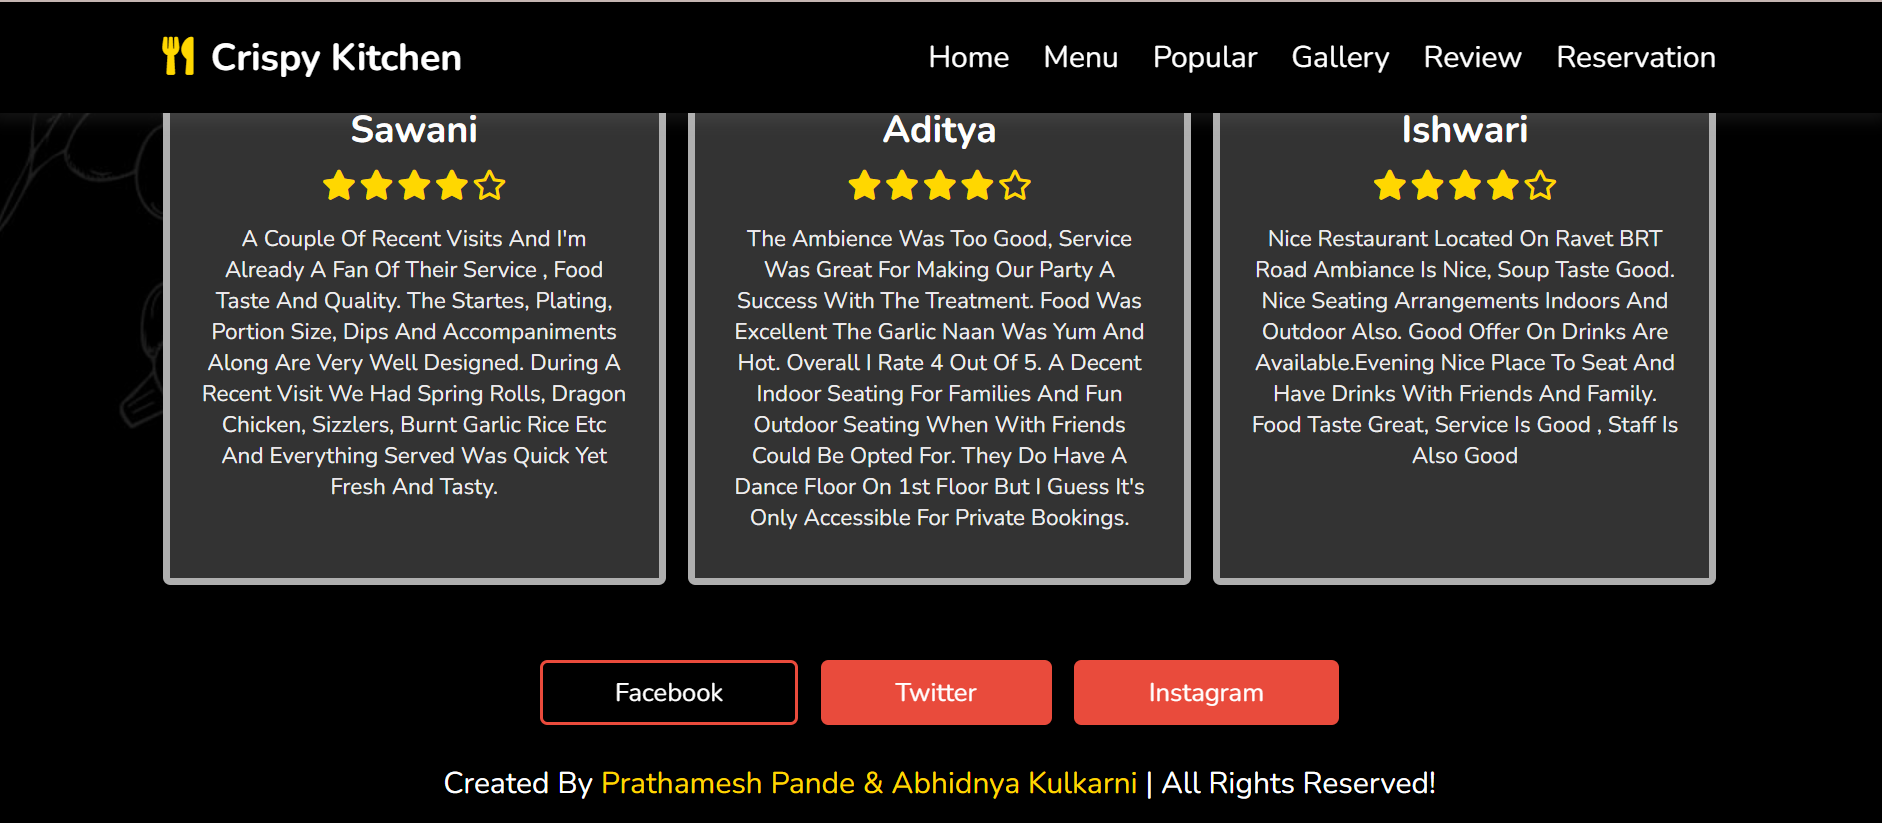 Crispy Kitchen
Home Menu Popular Gallery Review Reservation
Sawani
A Couple Of Recent Visits And I'm
Already A Fan Of Their Service , Food
Taste And Quality. The Startes, Plating,
Portion Size, Dips And Accompaniments
Along Are Very Well Designed. During A
Recent Visit We Had Spring Rolls, Dragon
Chicken, Sizzlers, Burnt Garlic Rice Etc
And Everything Served Was Quick Yet
Fresh And Tasty.
Aditya
The Ambience Was Too Good, Service
Was Great For Making Our Party A
Success With The Treatment. Food Was
Excellent The Garlic Naan Was Yum And
Hot. Overall I Rate 4 Out Of 5. A Decent
Indoor Seating For Families And Fun
Outdoor Seating When With Friends
Could Be Opted For. They Do Have A
Dance Floor On 1st Floor But I Guess It's
Only Accessible For Private Bookings.
Ishwari
Nice Restaurant Located On Ravet BRT
Road Ambiance Is Nice, Soup Taste Good.
Nice Seating Arrangements Indoors And
Outdoor Also. Good Offer On Drinks Are
Available.Evening Nice Place To Seat And
Have Drinks With Friends And Family.
Food Taste Great, Service Is Good , Staff Is
Also Good
Facebook
Twitter
Instagram
Created By Prathamesh Pande & Abhidnya Kulkarni | All Rights Reserved!